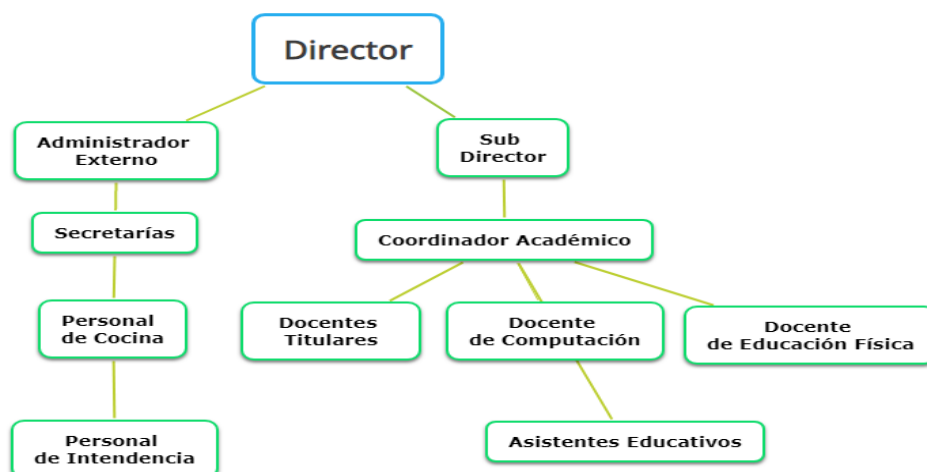 Director
Administrador
Externo
Sub
Director
Secretarías
Coordinador Académico
Personal
de Cocina
Docentes
Titulares
Docente
de Computación
Docente
de Educación Física
Personal
de Intendencia
Asistentes Educativos